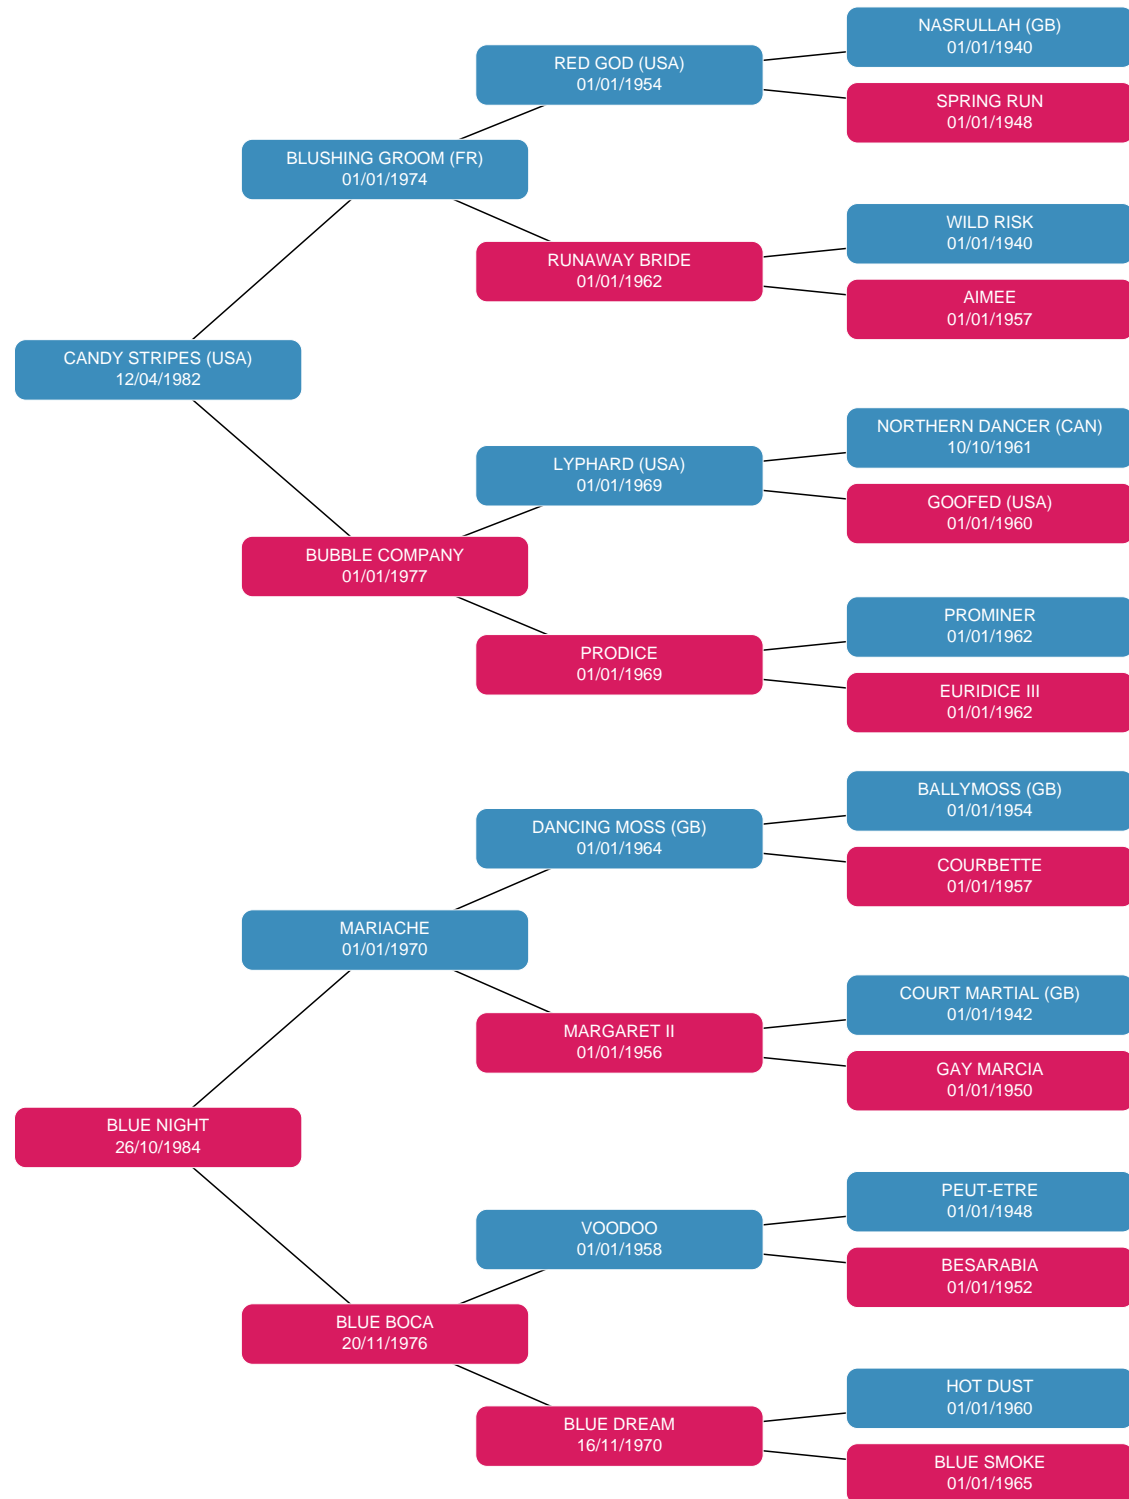 NASRULLAH (GB)
01/01/1940
RED GOD (USA)
01/01/1954
SPRING RUN
01/01/1948
BLUSHING GROOM (FR)
01/01/1974
WILD RISK
01/01/1940
RUNAWAY BRIDE
01/01/1962
AIMEE
01/01/1957
CANDY STRIPES (USA)
12/04/1982
NORTHERN DANCER (CAN)
10/10/1961
LYPHARD (USA)
01/01/1969
GOOFED (USA)
01/01/1960
BUBBLE COMPANY
01/01/1977
PROMINER
01/01/1962
PRODICE
01/01/1969
EURIDICE III
01/01/1962
BALLYMOSS (GB)
01/01/1954
DANCING MOSS (GB)
01/01/1964
COURBETTE
01/01/1957
MARIACHE
01/01/1970
COURT MARTIAL (GB)
01/01/1942
MARGARET II
01/01/1956
GAY MARCIA
01/01/1950
BLUE NIGHT
26/10/1984
PEUT-ETRE
01/01/1948
VOODOO
01/01/1958
BESARABIA
01/01/1952
BLUE BOCA
20/11/1976
HOT DUST
01/01/1960
BLUE DREAM
16/11/1970
BLUE SMOKE
01/01/1965